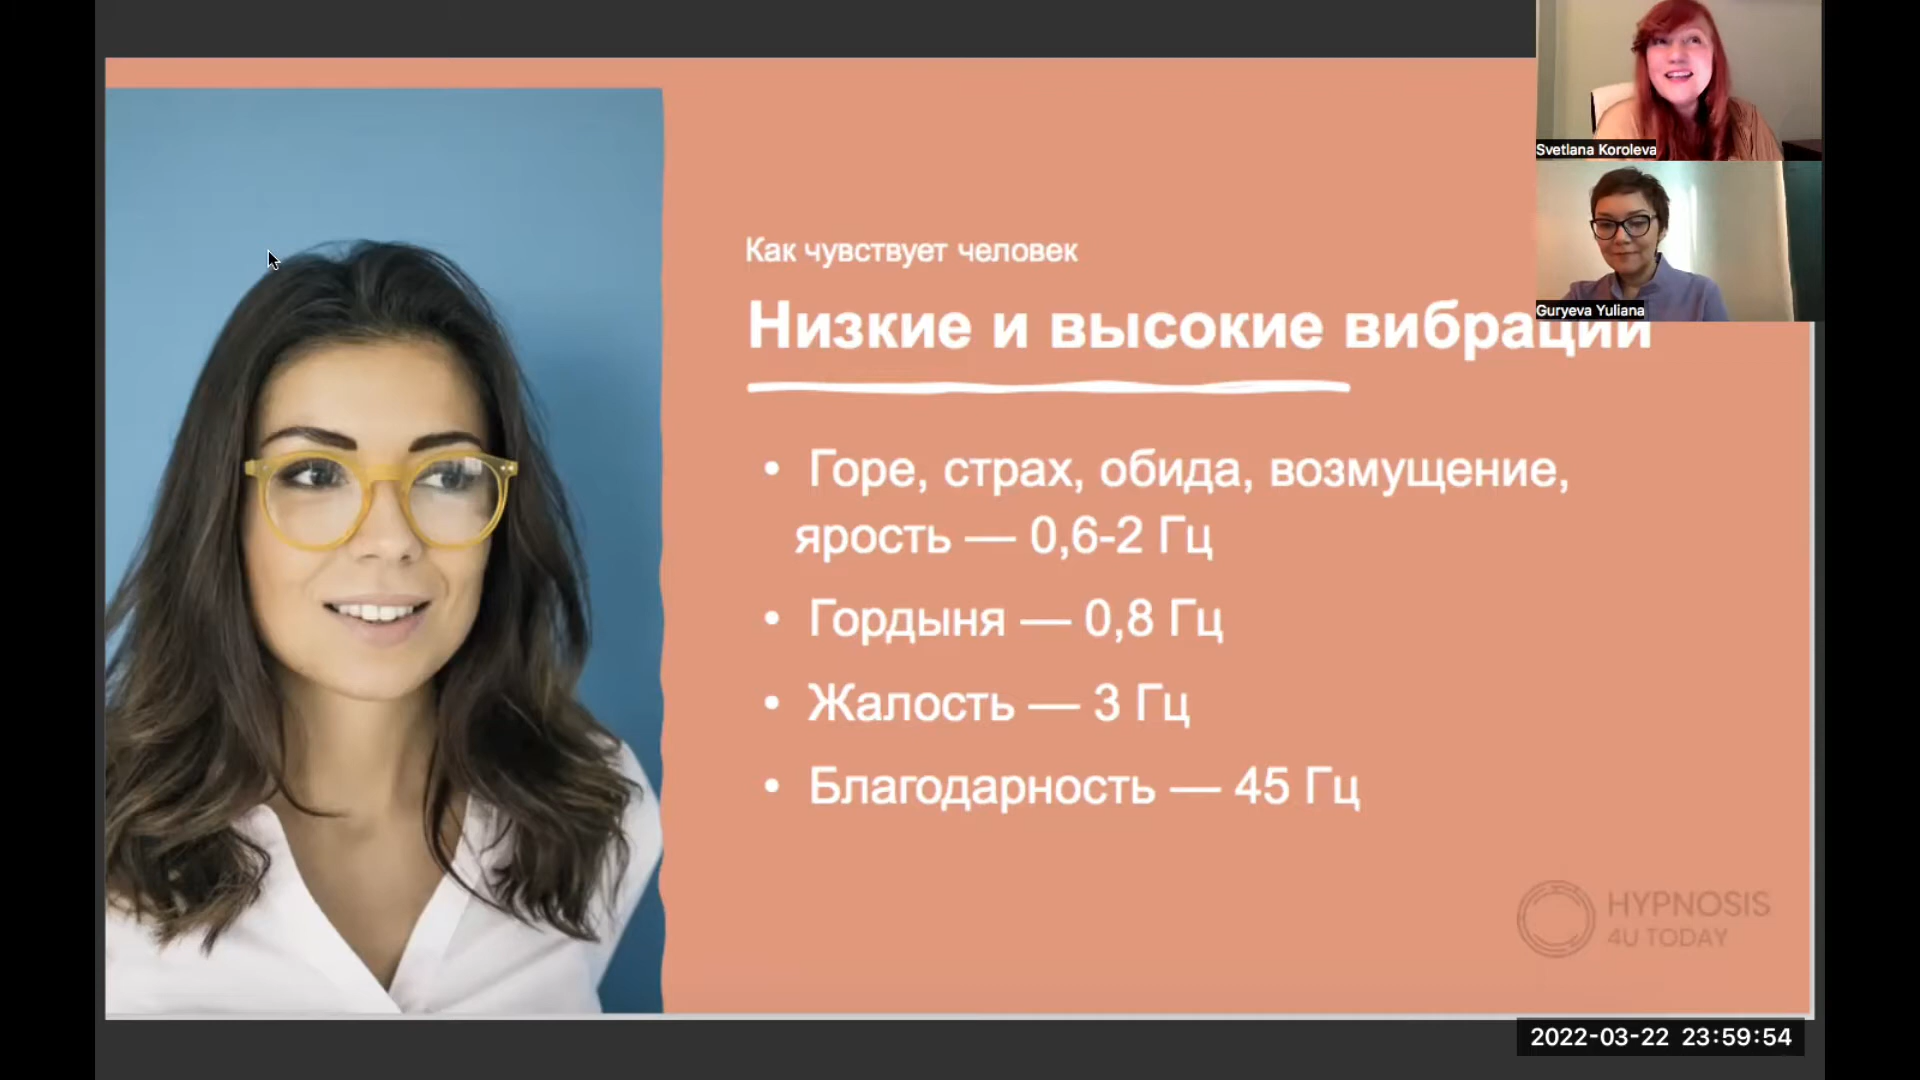 Svetlana Koroleva
Guryeva Yuliana
Как чувствует человек
Низкие и высокие вибрации
• Горе, страх, обида, возмущение,
ярость — 0,6-2 Гц
• Гордыня — 0,8 Гц
• Жалость — 3 Гц
• Благодарность — 45 Гц
HYPNOSIS
4U TODAY
2022-03-22 23:59:54